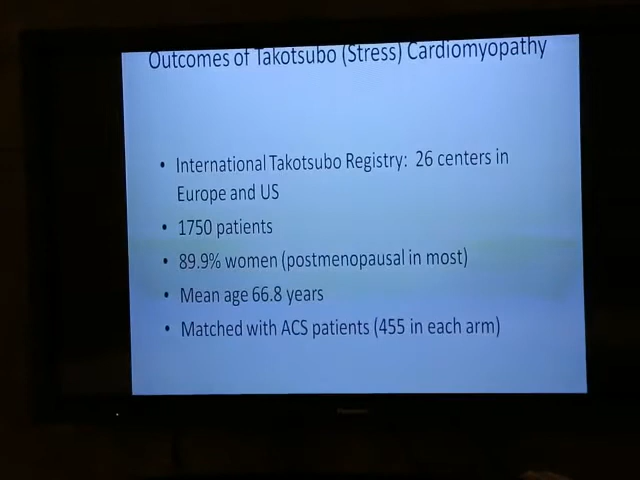 Outcomes of Takotsubo (Stress) Cardiomyopathy
• International Takotsubo Registry: 26 centers in
Europe and US
• 1750 patients
• 89.9% women (postmenopausal in most)
• Mean age 66.8 years
• Matched with ACS patients (455 in each arm)
Panasonic